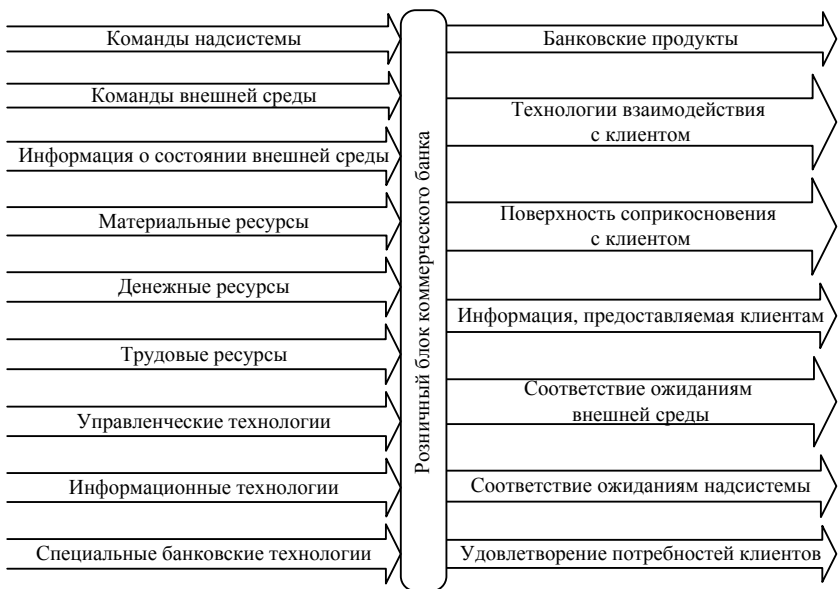 Команды надсистемы
Команды внешней среды
Информация о состоянии внешней среды
Материальные ресурсы
Денежные ресурсы
Трудовые ресурсы
Управленческие технологии
Информационные технологии
Специальные банковские технологии
Розничный блок коммерческого банка
Банковские продукты
Технологии взаимодействия
с клиентом
Поверхность соприкосновения
с клиентом
Информация, предоставляемая клиентам
Соответствие ожиданиям
внешней среды
Соответствие ожиданиям надсистемы
Удовлетворение потребностей клиентов